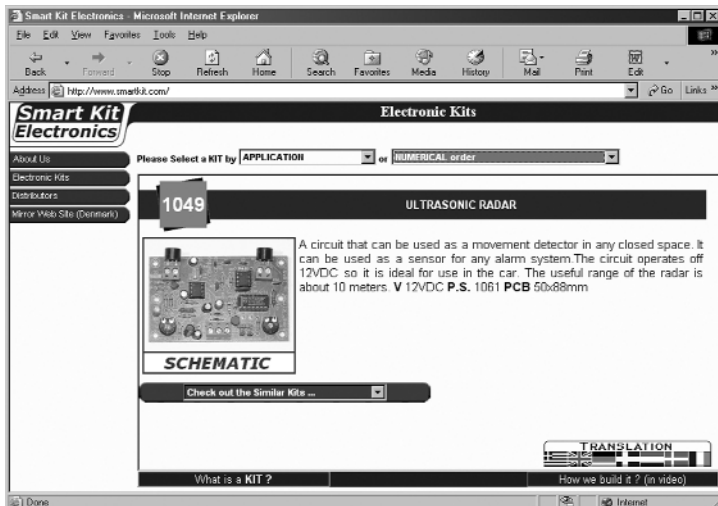 Smart Kit Electronics - Microsoft Internet Explorer
File Edit View Favorites Tools Help
Back Forward Stop Refresh Home Search Favorites Media History Mail Print Edit »
Address http://www.smartkit.com/ Go Links »
Smart Kit
Electronics
Electronic Kits
About Us
Electronic Kits
Distributors
Mirror Web Site (Denmark)
Please Select a KIT by APPLICATION or NUMERICAL order
1049
ULTRASONIC RADAR
A circuit that can be used as a movement detector in any closed space. It
can be used as a sensor for any alarm system.The circuit operates off
12VDC so it is ideal for use in the car. The useful range of the radar is
about 10 meters. V 12VDC P.S. 1061 PCB 50x88mm
SCHEMATIC
Check out the Similar Kits ...
TRANSLATION
What is a KIT ?
How we build it ? (in video)
Done
Internet